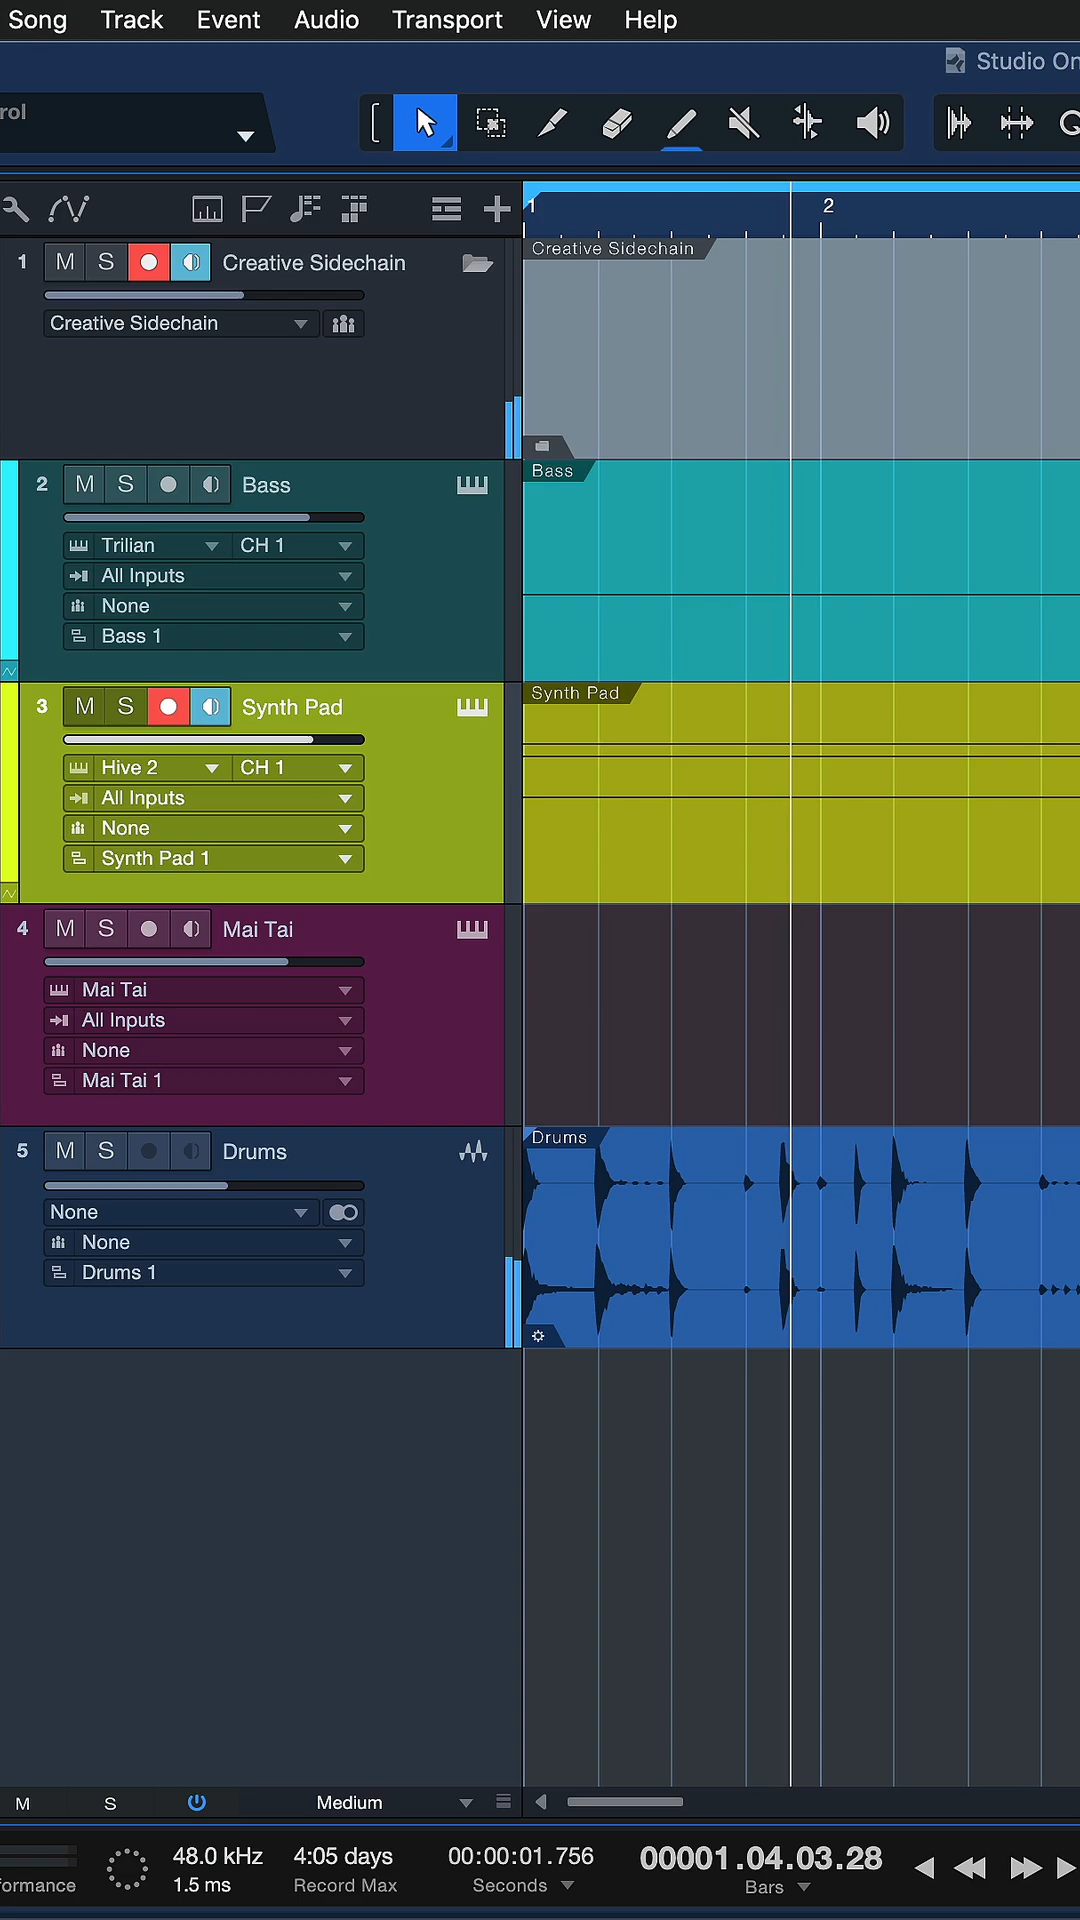 Song Track Event Audio Transport View Help
Studio On
rol
1 2
1 M S Creative Sidechain
Creative Sidechain
Creative Sidechain
2 M S Bass
Bass
Trilian CH 1
All Inputs
None
Bass 1
3 M S Synth Pad
Synth Pad
Hive 2 CH 1
All Inputs
None
Synth Pad 1
4 M S Mai Tai
Mai Tai
All Inputs
None
Mai Tai 1
5 M S Drums
Drums
None
None
Drums 1
M S Medium
48.0 kHz 4:05 days 00:00:01.756 00001.04.03.28
ormance 1.5 ms Record Max Seconds Bars